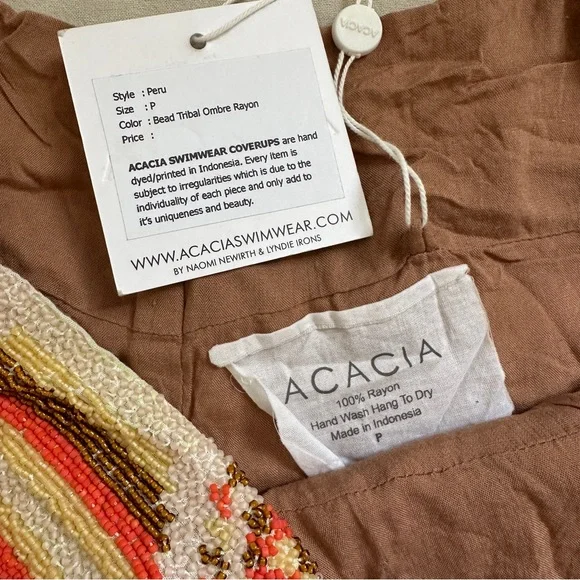 Style : Peru
Size : P
Color : Bead Tribal Ombre Rayon
Price :
ACACIA SWIMWEAR COVERUPS are hand
dyed/printed in Indonesia. Every item is
subject to irregularities which is due to the
individuality of each piece and only add to
it's uniqueness and beauty.
WWW.ACACIASWIMWEAR.COM
BY NAOMI NEWIRTH & LYNDIE IRONS
ACACIA
ACACIA
100% Rayon
Hand Wash Hang To Dry
Made in Indonesia
P